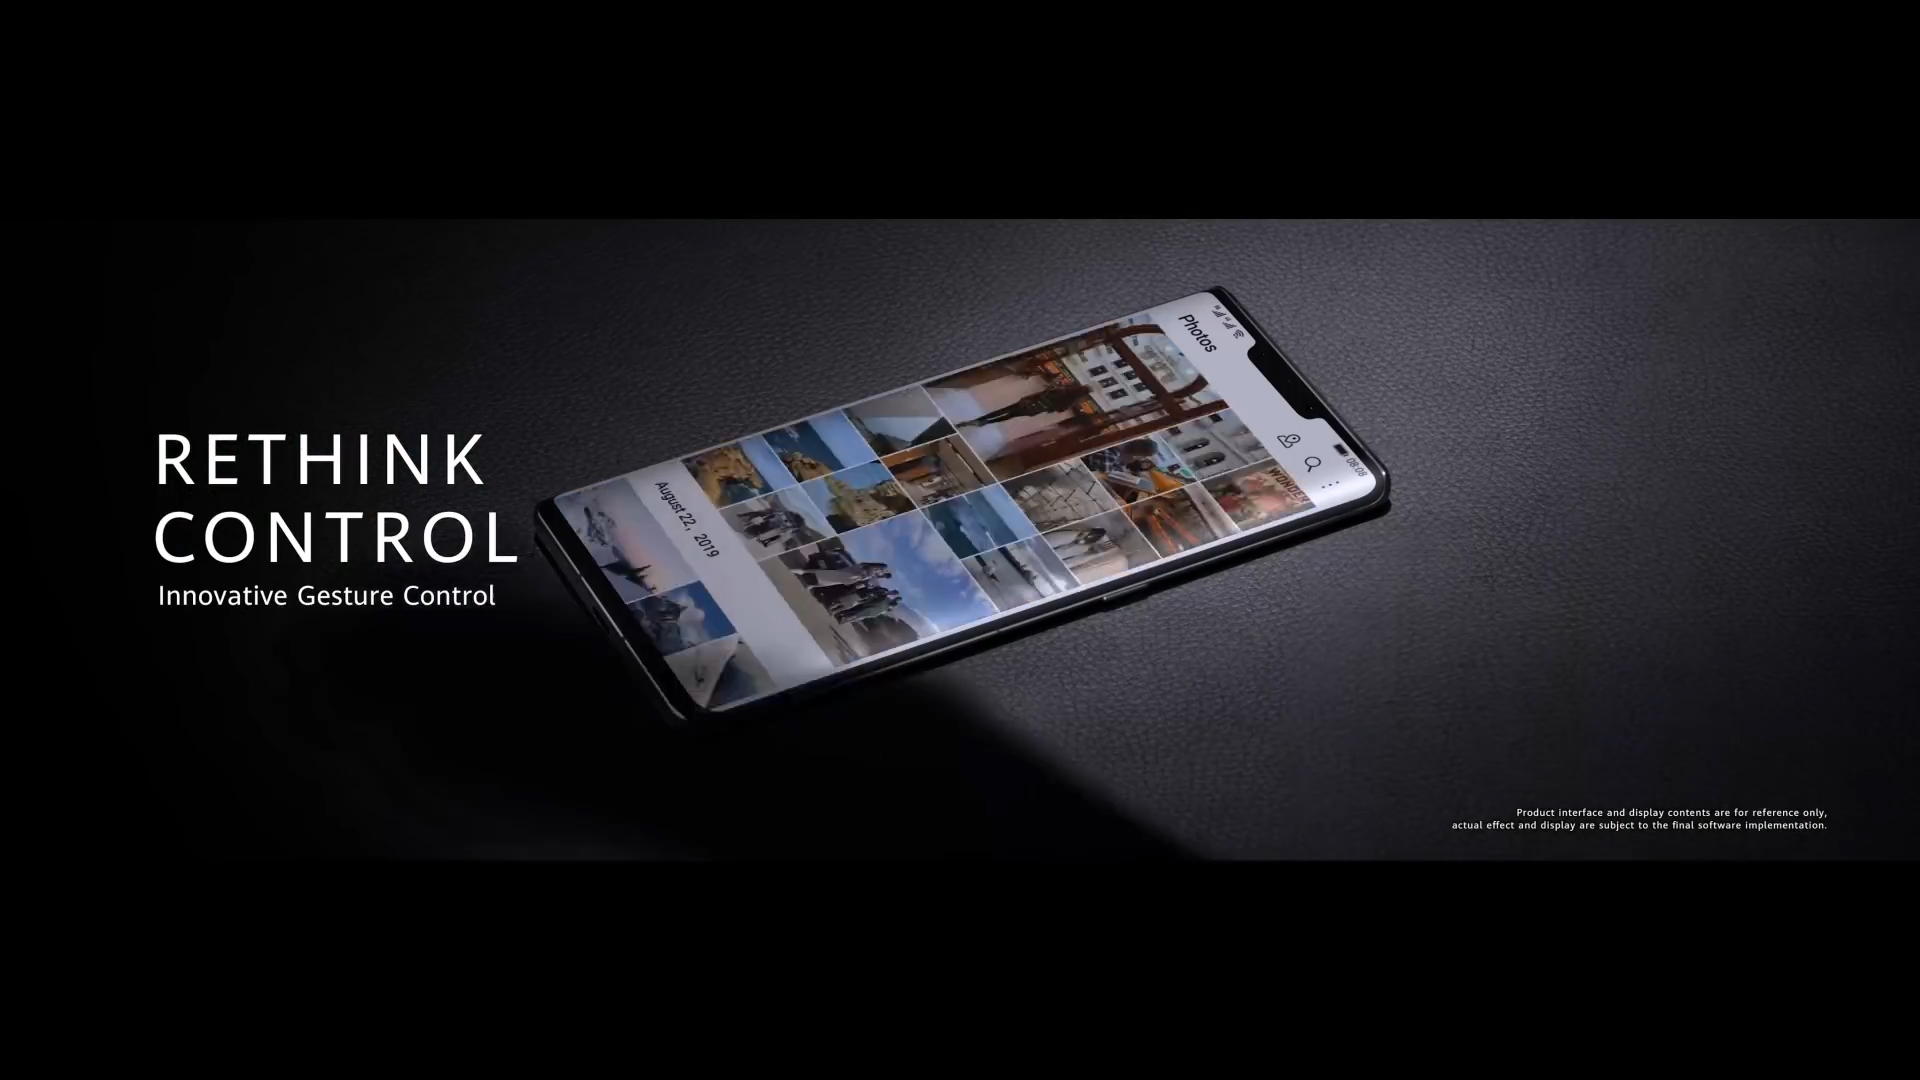 RETHINK
CONTROL
Innovative Gesture Control
Photos
08:08
WONDER
August 22, 2019
Product interface and display contents are for reference only,
actual effect and display are subject to the final software implementation.